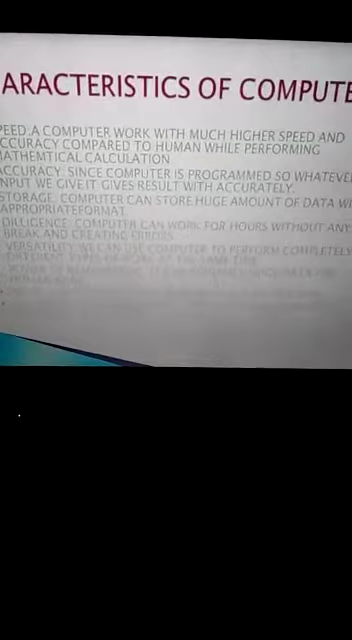 ARACTERISTICS OF COMPUTE
PEED:A COMPUTER WORK WITH MUCH HIGHER SPEED AND
CCURACY COMPARED TO HUMAN WHILE PERFORMING
MATHEMTICAL CALCULATION
ACCURACY: SINCE COMPUTER IS PROGRAMMED SO WHATEVE
NPUT WE GIVE IT GIVES RESULT WITH ACCURATELY.
STORAGE: COMPUTER CAN STORE HUGE AMOUNT OF DATA WI
APPROPRIATEFORMAT.
DILLIGENCE: COMPUTER CAN WORK FOR HOURS WITHOUT ANY
BREAK AND CREATING ERRORS.
VERSATILITY: WE CAN USE COMPUTER TO PERFORM COMPLETELY
DIFFERENT TYPES OF WORK AT THE SAME TIME